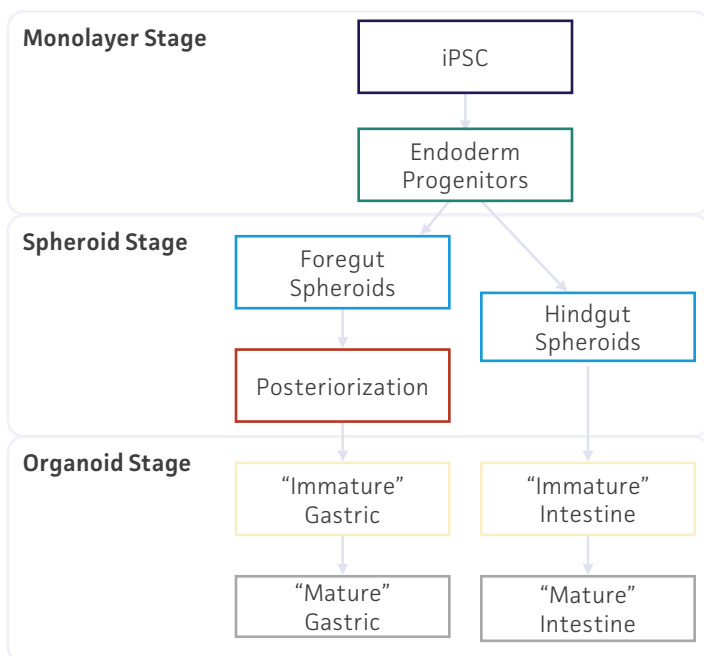 Monolayer Stage
iPSC
Endoderm
Progenitors
Spheroid Stage
Foregut
Spheroids
Hindgut
Spheroids
Posteriorization
Organoid Stage
“Immature”
Gastric
“Immature”
Intestine
“Mature”
Gastric
“Mature”
Intestine